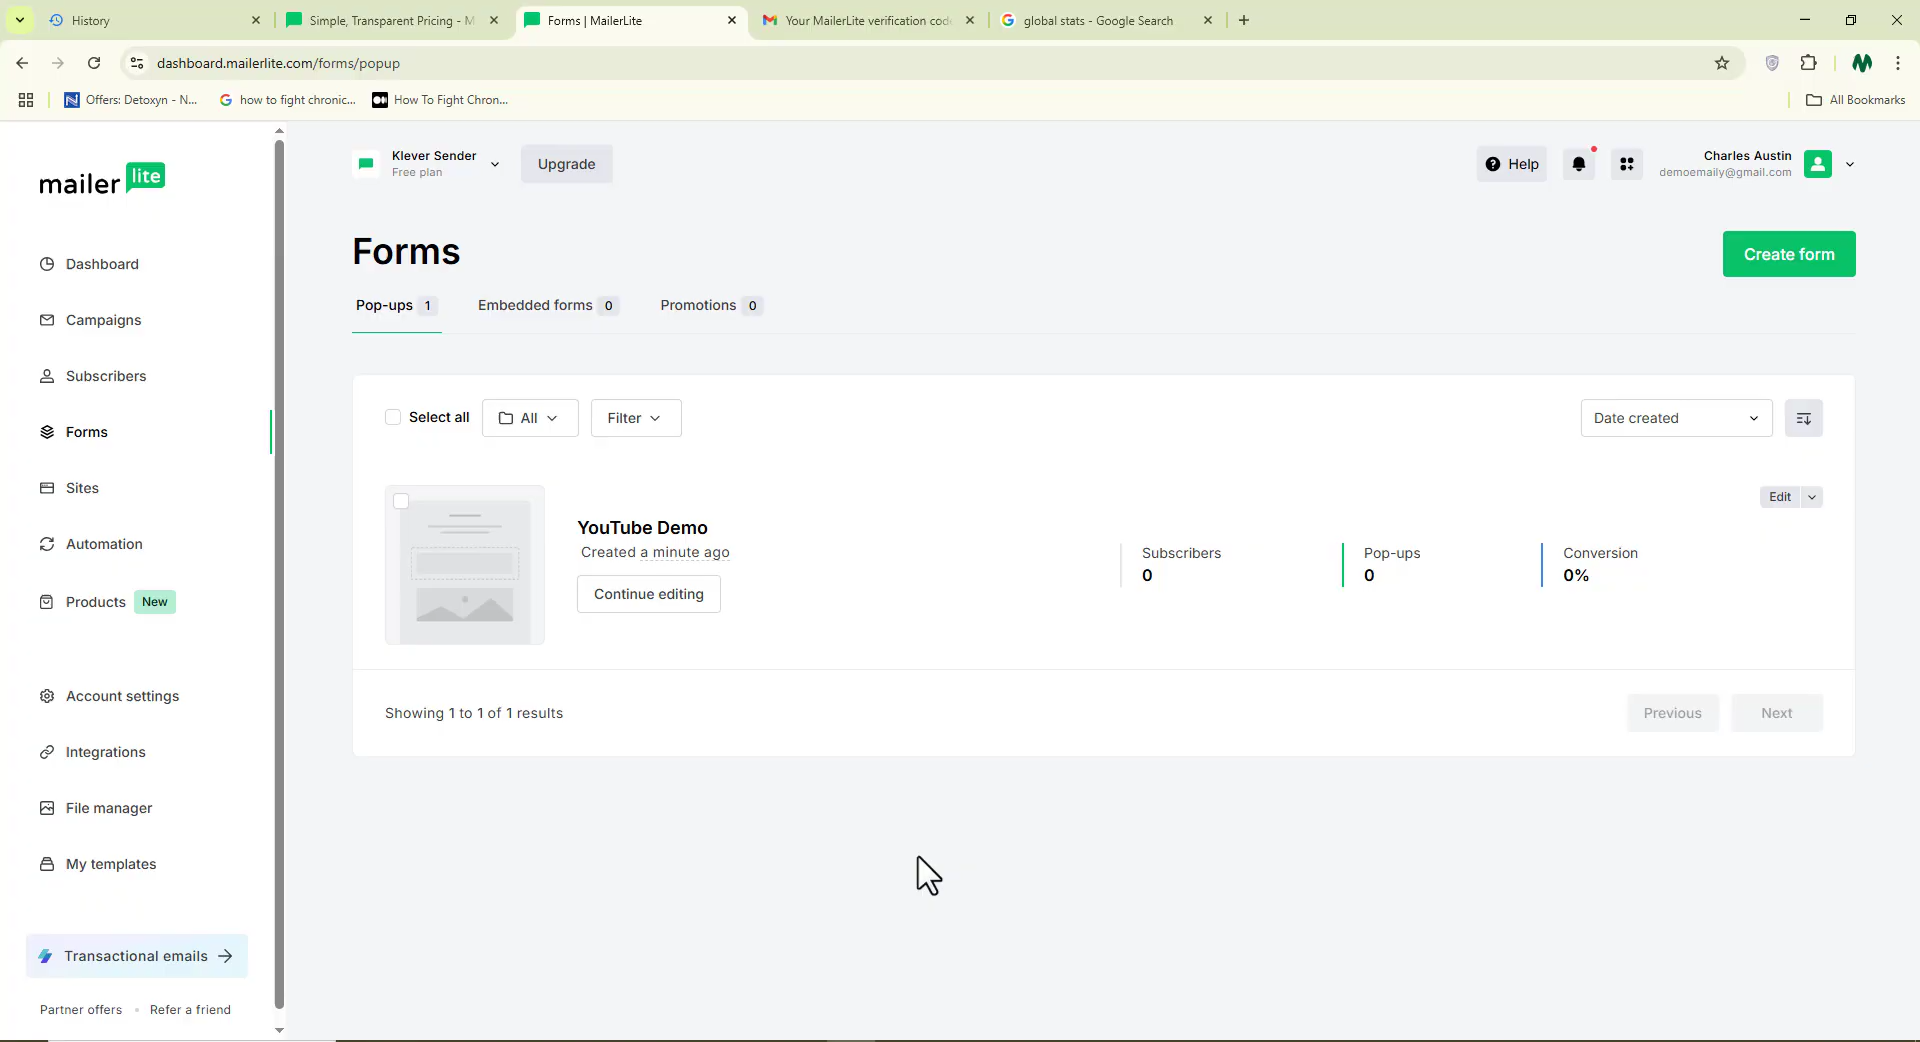 History
Simple, Transparent Pricing - M
Forms | MailerLite
Your MailerLite verification code
global stats - Google Search
dashboard.mailerlite.com/forms/popup
Offers: Detoxyn - N...
how to fight chronic...
How To Fight Chron...
All Bookmarks
mailer lite
Klever Sender
Free plan
Upgrade
Help
Charles Austin
demoemaily@gmail.com
Dashboard
Campaigns
Subscribers
Forms
Sites
Automation
Products New
Account settings
Integrations
File manager
My templates
Transactional emails
Partner offers • Refer a friend
Forms
Create form
Pop-ups 1
Embedded forms 0
Promotions 0
Select all
All
Filter
Date created
YouTube Demo
Created a minute ago
Continue editing
Subscribers
0
Pop-ups
0
Conversion
0%
Edit
Showing 1 to 1 of 1 results
Previous
Next